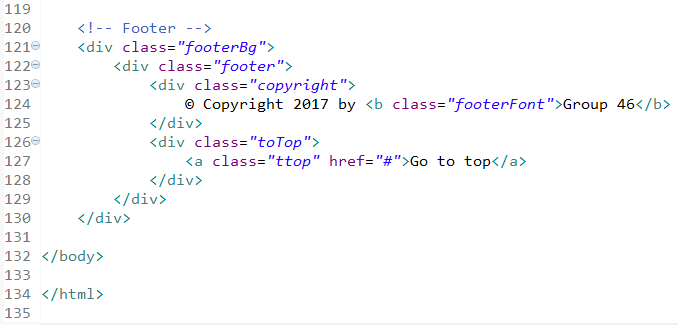 119
120     <!-- Footer -->
121     <div class="footerBg">
122         <div class="footer">
123             <div class="copyright">
124                 © Copyright 2017 by <b class="footerFont">Group 46</b>
125             </div>
126             <div class="toTop">
127                 <a class="ttop" href="#">Go to top</a>
128             </div>
129         </div>
130     </div>
131
132 </body>
133
134 </html>
135